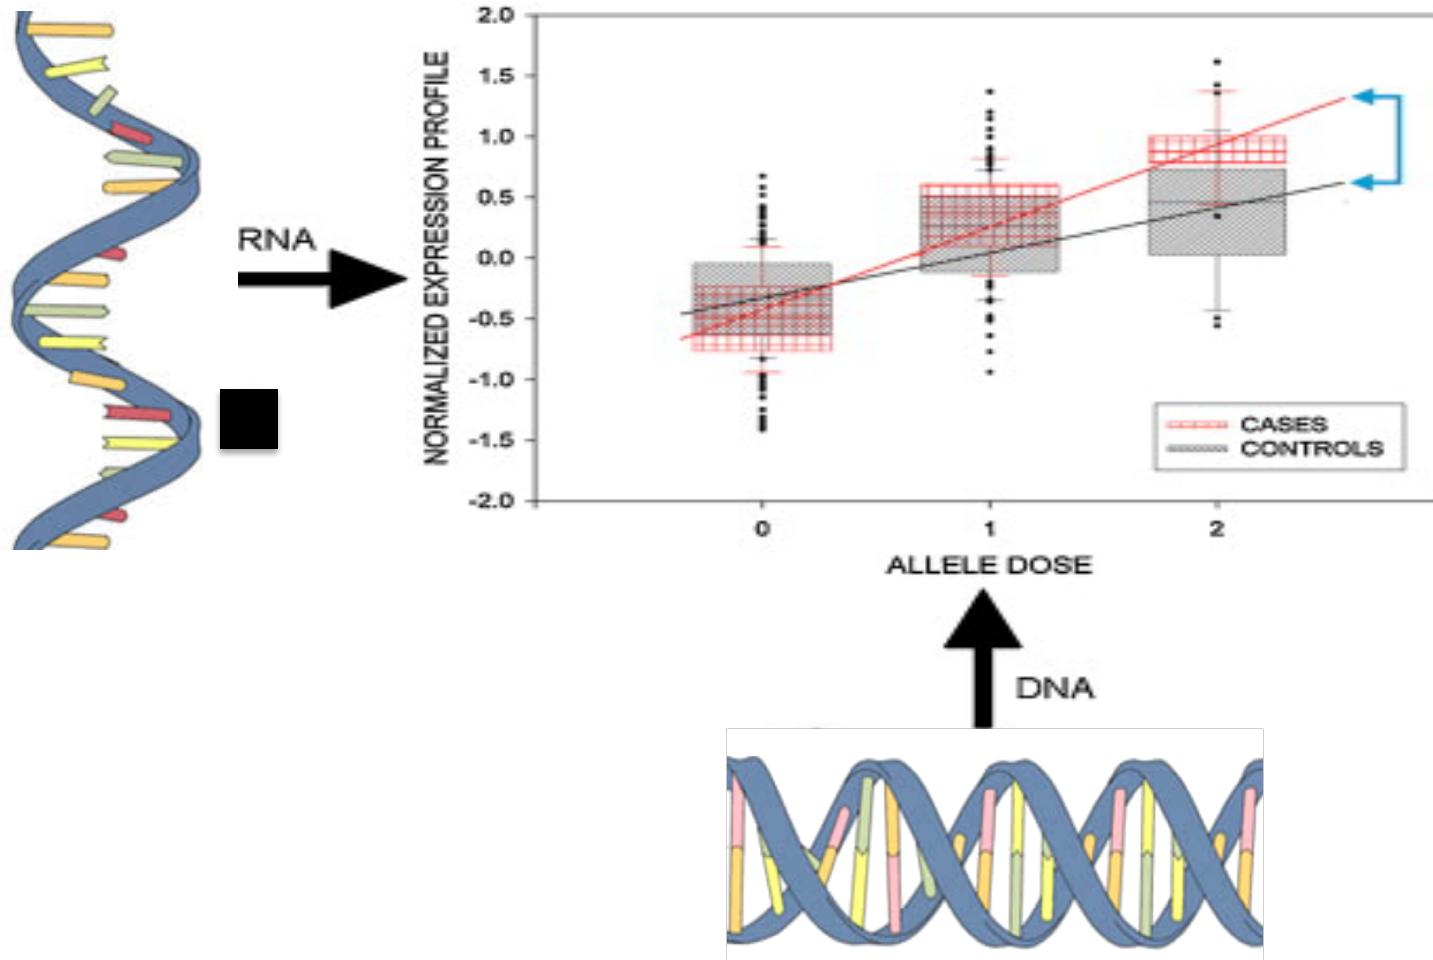 RNA
NORMALIZED EXPRESSION PROFILE
2.0
1.5
1.0
0.5
0.0
-0.5
-1.0
-1.5
-2.0
0 1 2
ALLELE DOSE
CASES
CONTROLS
DNA